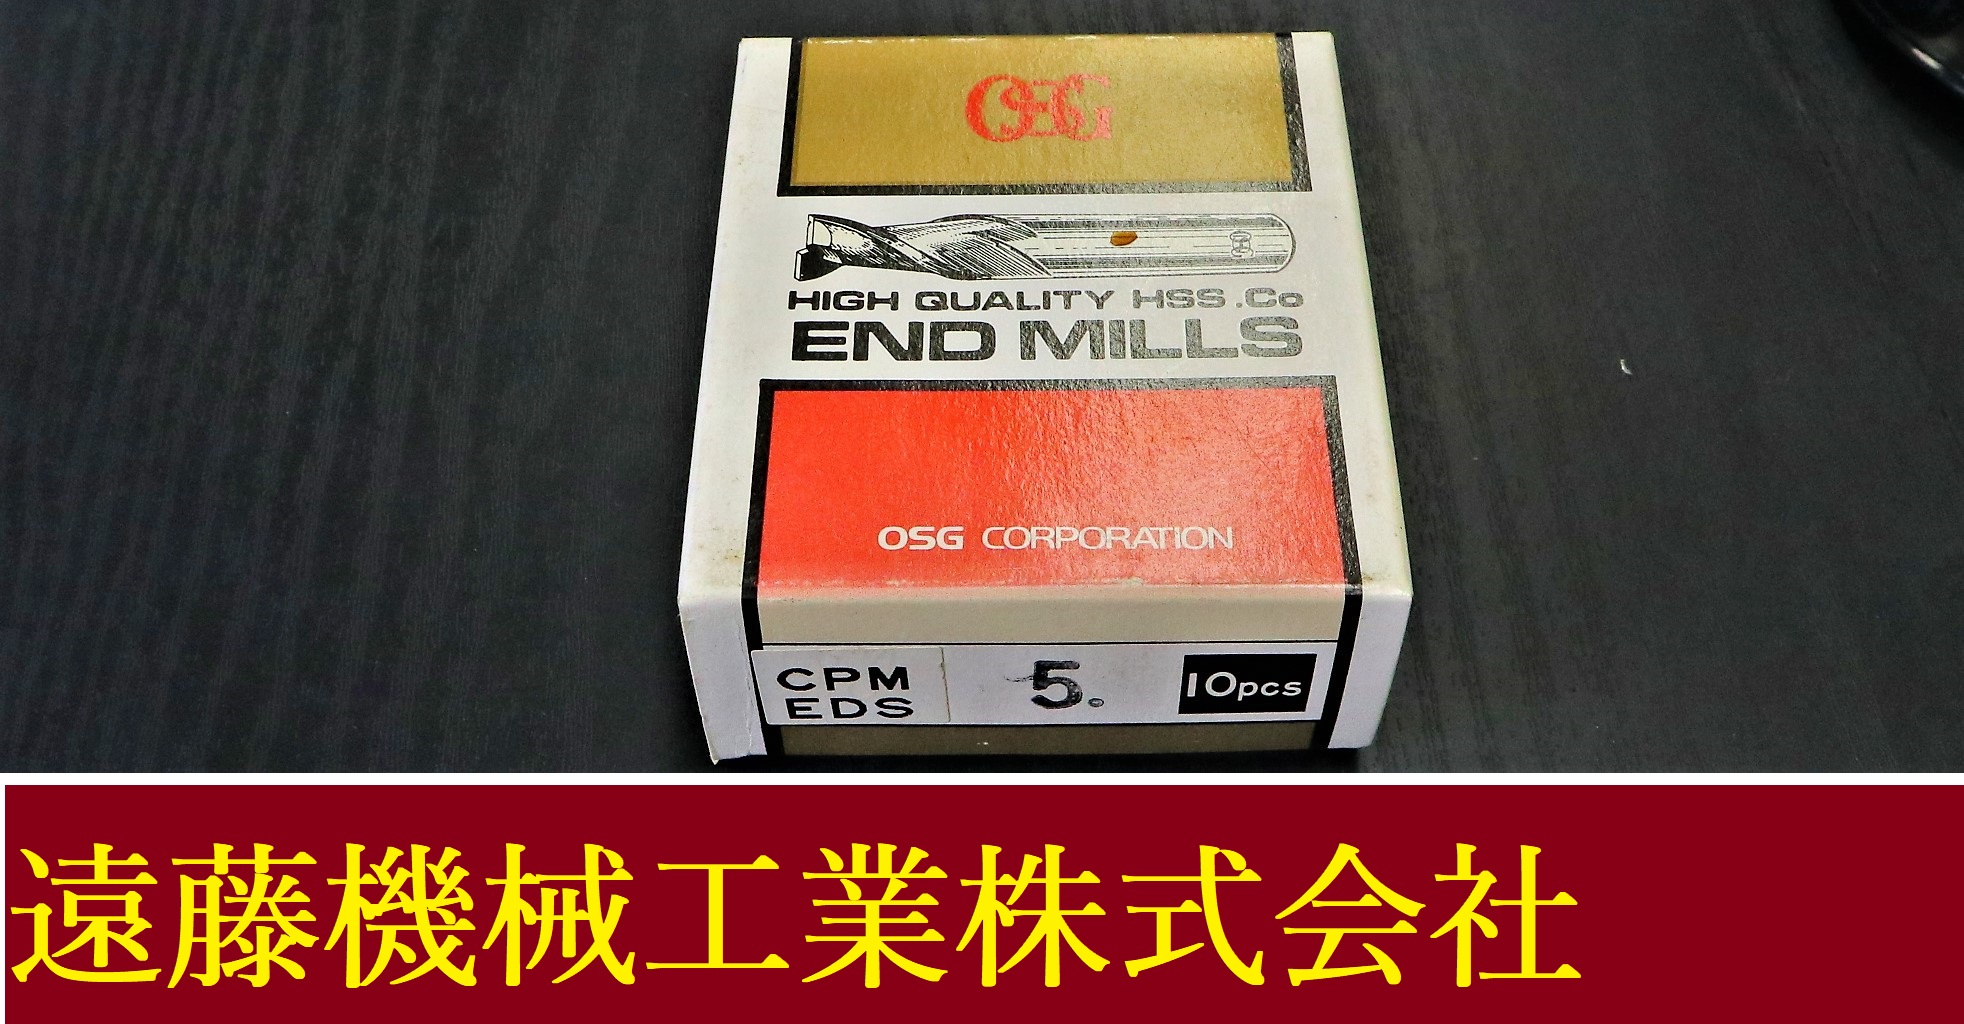 OSG
HIGH QUALITY HSS.Co
END MILLS
OSG CORPORATION
CPM EDS 5. 10pcs
遠藤機械工業株式会社